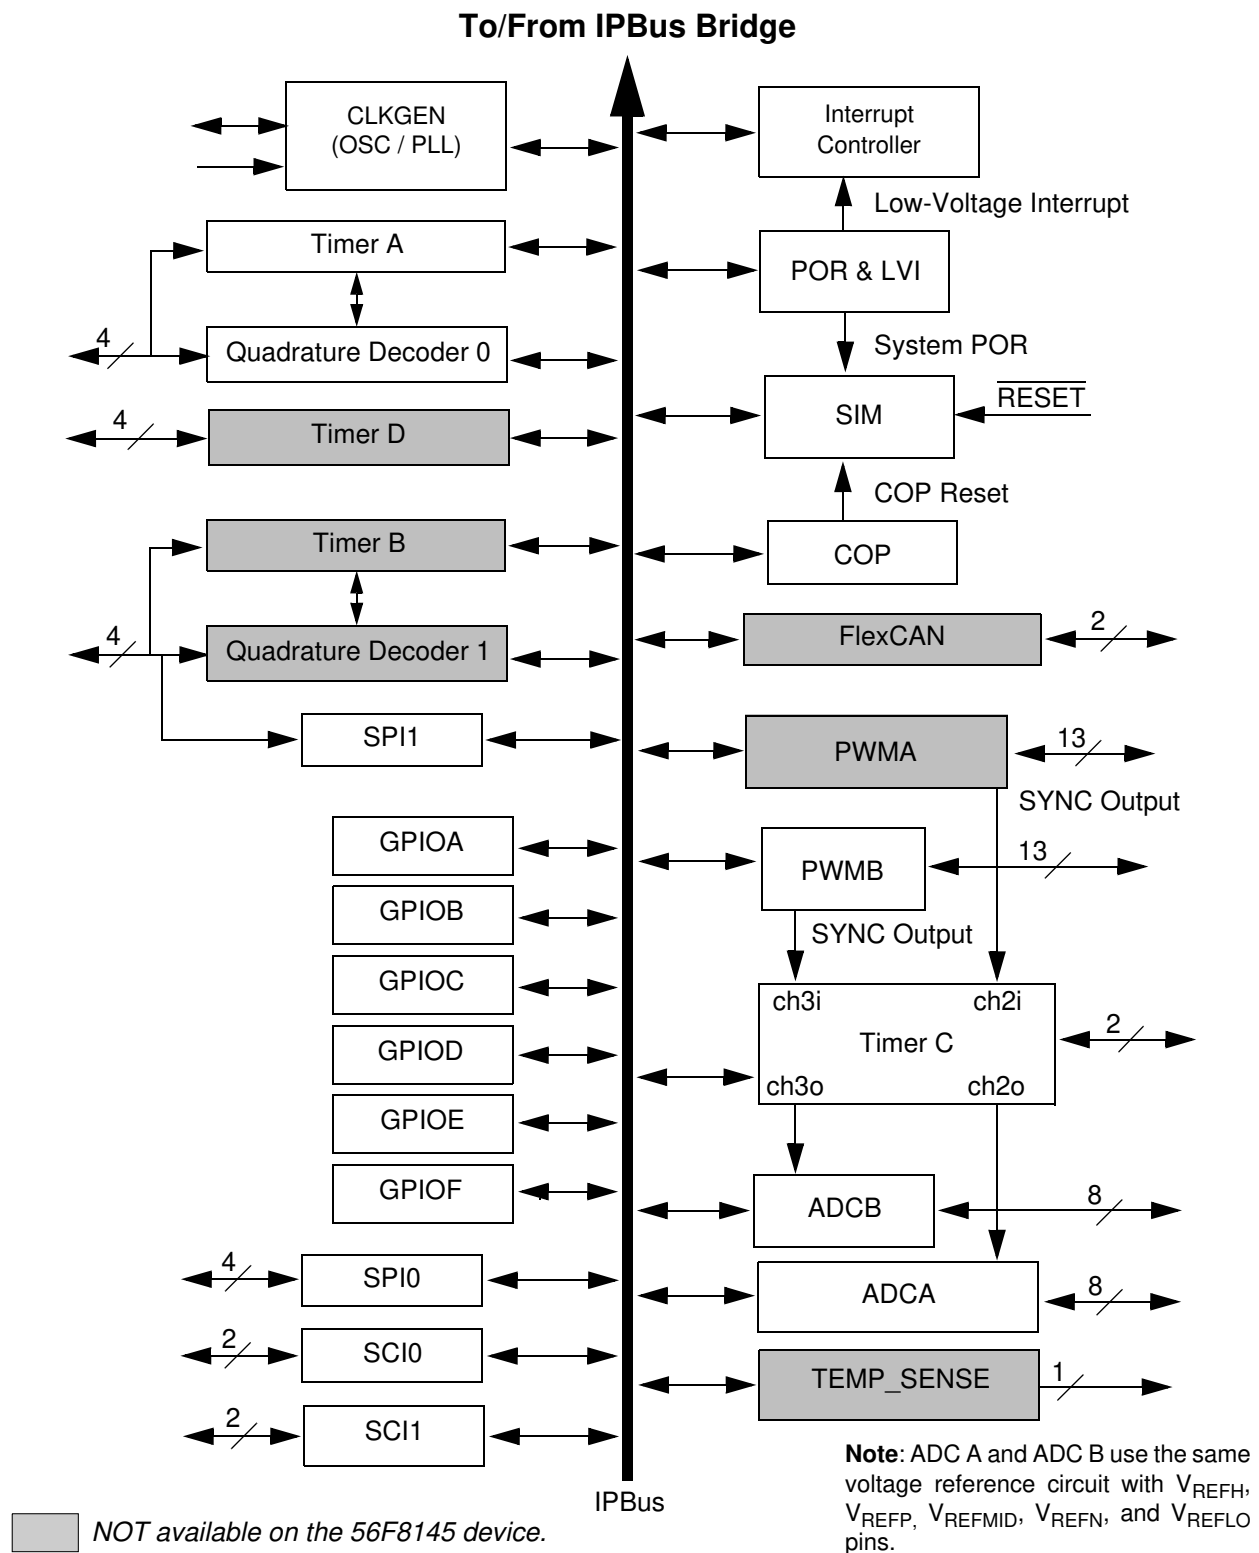 To/From IPBus Bridge
CLKGEN
(OSC / PLL)
Interrupt
Controller
Low-Voltage Interrupt
Timer A
POR & LVI
4
Quadrature Decoder 0
System POR
SIM
RESET
4
Timer D
COP Reset
Timer B
COP
4
Quadrature Decoder 1
FlexCAN
2
SPI1
PWMA
13
SYNC Output
GPIOA
PWMB
13
GPIOB
SYNC Output
GPIOC
ch3i
ch2i
Timer C
2
GPIOD
ch3o
ch2o
GPIOE
GPIOF
ADCB
8
4
SPI0
ADCA
8
2
SCI0
TEMP_SENSE
1
2
SCI1
IPBus
Note: ADC A and ADC B use the same
voltage reference circuit with VREFH,
VREFP, VREFMID, VREFN, and VREFLO
pins.
NOT available on the 56F8145 device.